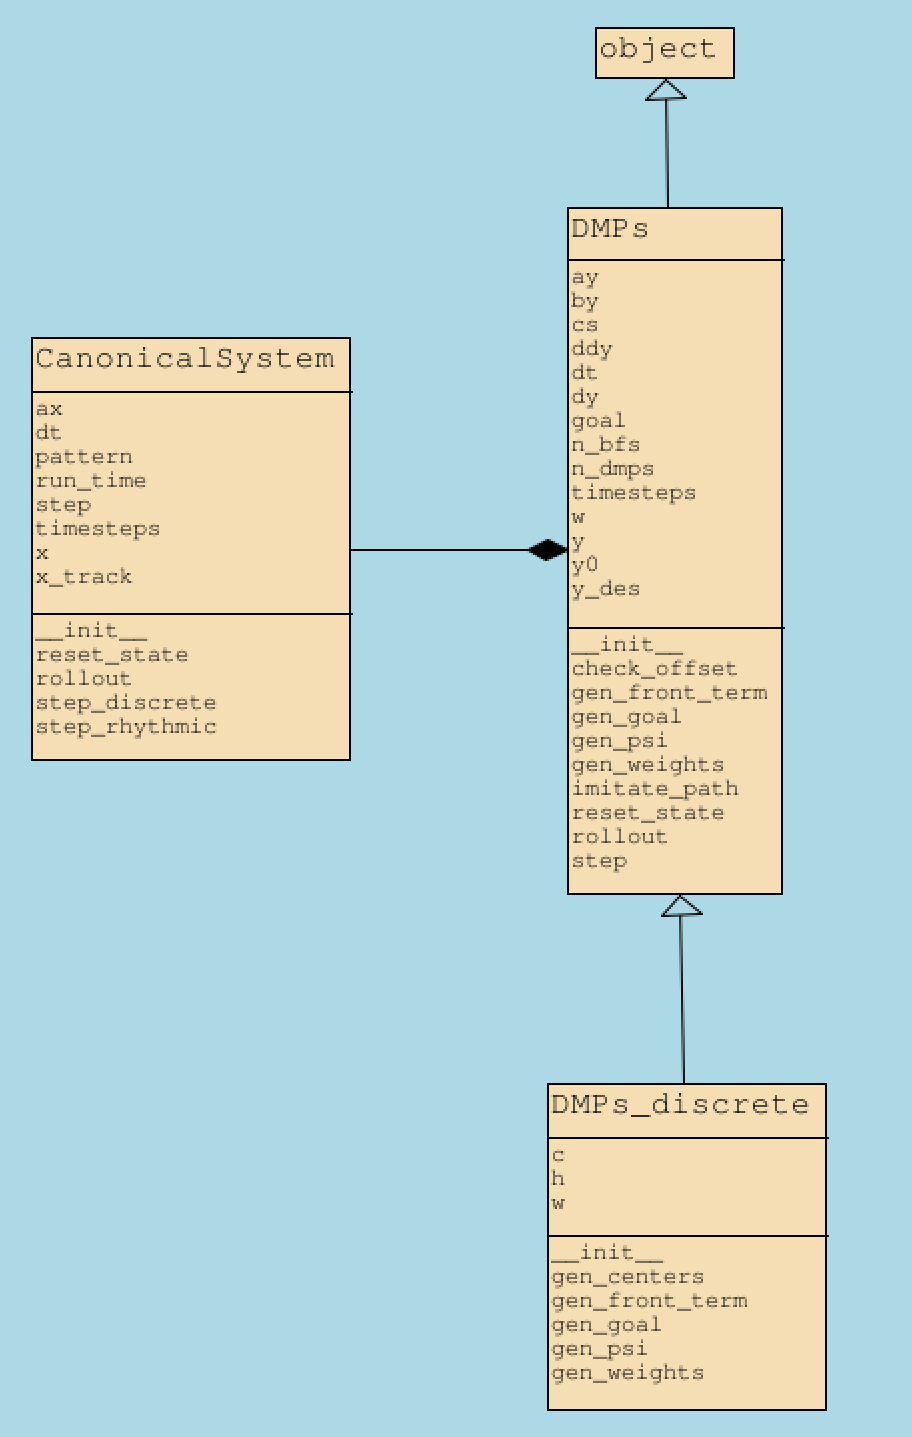 object
DMPs
ay
by
cs
ddy
dt
dy
goal
n_bfs
n_dmps
timesteps
w
y
y0
y_des
__init__
check_offset
gen_front_term
gen_goal
gen_psi
gen_weights
imitate_path
reset_state
rollout
step
CanonicalSystem
ax
dt
pattern
run_time
step
timesteps
x
x_track
__init__
reset_state
rollout
step_discrete
step_rhythmic
DMPs_discrete
c
h
w
__init__
gen_centers
gen_front_term
gen_goal
gen_psi
gen_weights